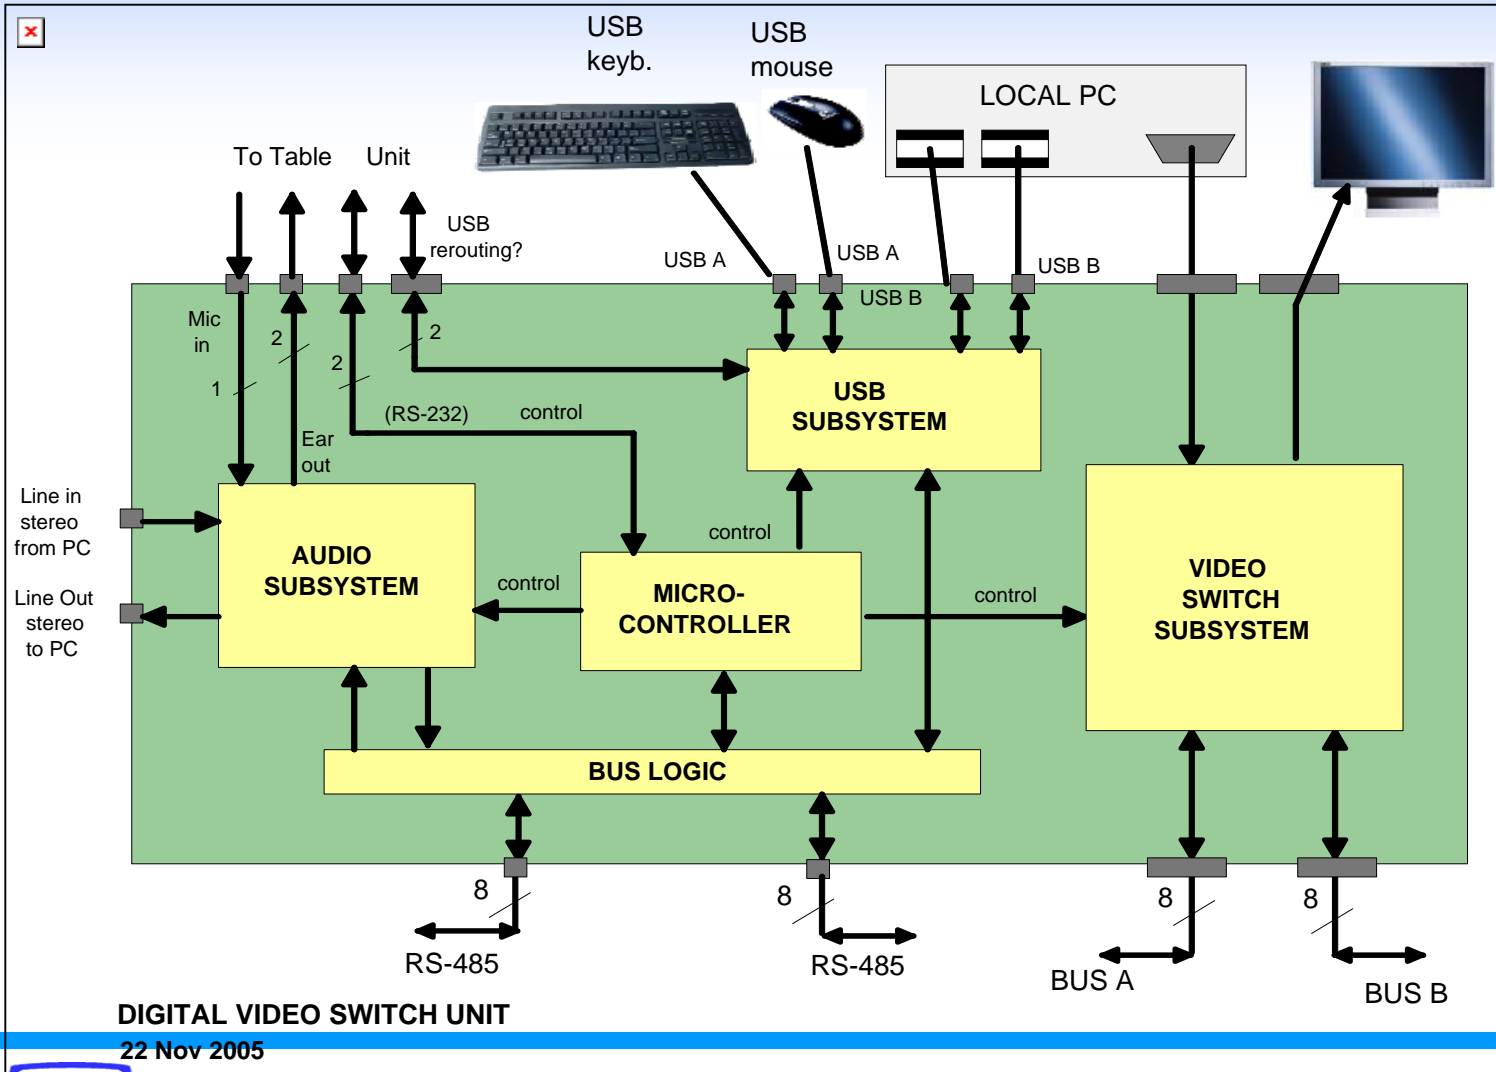 USB
keyb.
USB
mouse
LOCAL PC
To Table
Unit
USB
rerouting?
USB A
USB A
USB B
USB B
Mic
in
1
2
2
2
Ear
out
(RS-232)
control
USB
SUBSYSTEM
Line in
stereo
from PC
Line Out
stereo
to PC
AUDIO
SUBSYSTEM
control
MICRO-
CONTROLLER
control
control
VIDEO
SWITCH
SUBSYSTEM
BUS LOGIC
8
8
8
8
RS-485
RS-485
BUS A
BUS B
DIGITAL VIDEO SWITCH UNIT
22 Nov 2005